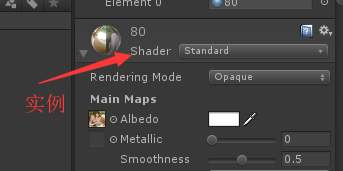 Element 0 80
80
Shader Standard
实例
Rendering Mode Opaque
Main Maps
Albedo
Metallic 0
Smoothness 0.5